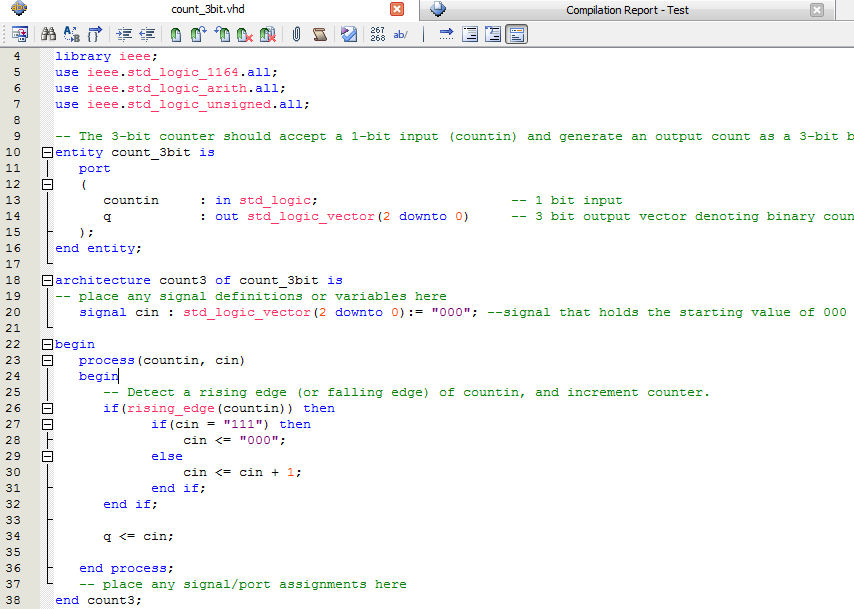 count_3bit.vhd
Compilation Report - Test
267
268
ab/
4 library ieee;
5 use ieee.std_logic_1164.all;
6 use ieee.std_logic_arith.all;
7 use ieee.std_logic_unsigned.all;
8
9 -- The 3-bit counter should accept a 1-bit input (countin) and generate an output count as a 3-bit b
10 entity count_3bit is
11 port
12 (
13 countin : in std_logic; -- 1 bit input
14 q : out std_logic_vector(2 downto 0) -- 3 bit output vector denoting binary coun
15 );
16 end entity;
17
18 architecture count3 of count_3bit is
19 -- place any signal definitions or variables here
20 signal cin : std_logic_vector(2 downto 0):= "000"; --signal that holds the starting value of 000
21
22 begin
23 process(countin, cin)
24 begin
25 -- Detect a rising edge (or falling edge) of countin, and increment counter.
26 if(rising_edge(countin)) then
27 if(cin = "111") then
28 cin <= "000";
29 else
30 cin <= cin + 1;
31 end if;
32 end if;
33
34 q <= cin;
35
36 end process;
37 -- place any signal/port assignments here
38 end count3;